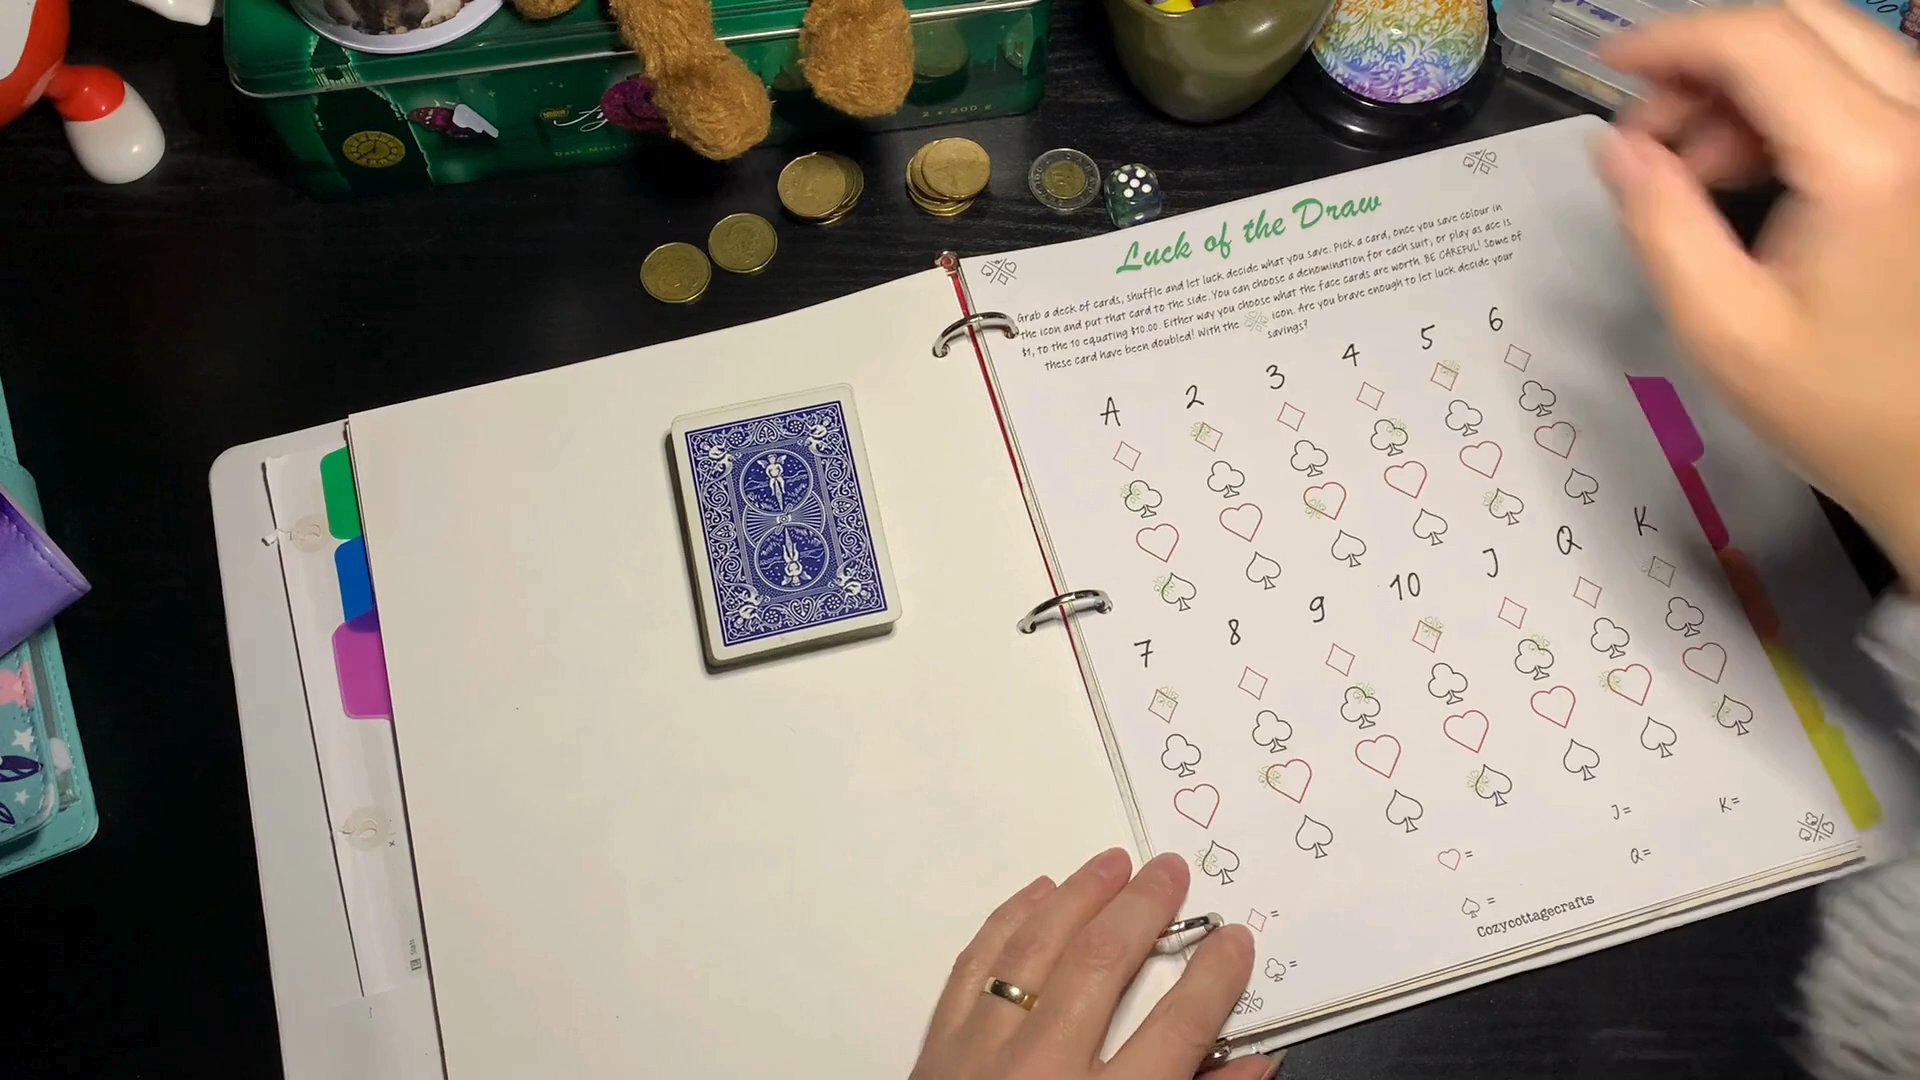 2 x 200 g
Dark Mint
Luck of the Draw
Grab a deck of cards, shuffle and let luck decide what you save. Pick a card, once you save colour in
the icon and put that card to the side. You can choose a denomination for each suit, or play as ace is
$1, to the 10 equating $10.00. Either way you choose what the face cards are worth. BE CAREFUL! Some of
these card have been doubled! With the icon. Are you brave enough to let luck decide your
savings?
A 2 3 4 5 6
7 8 9 10 J Q K
J= K=
= Q=
=
=
=
Cozycottagecrafts